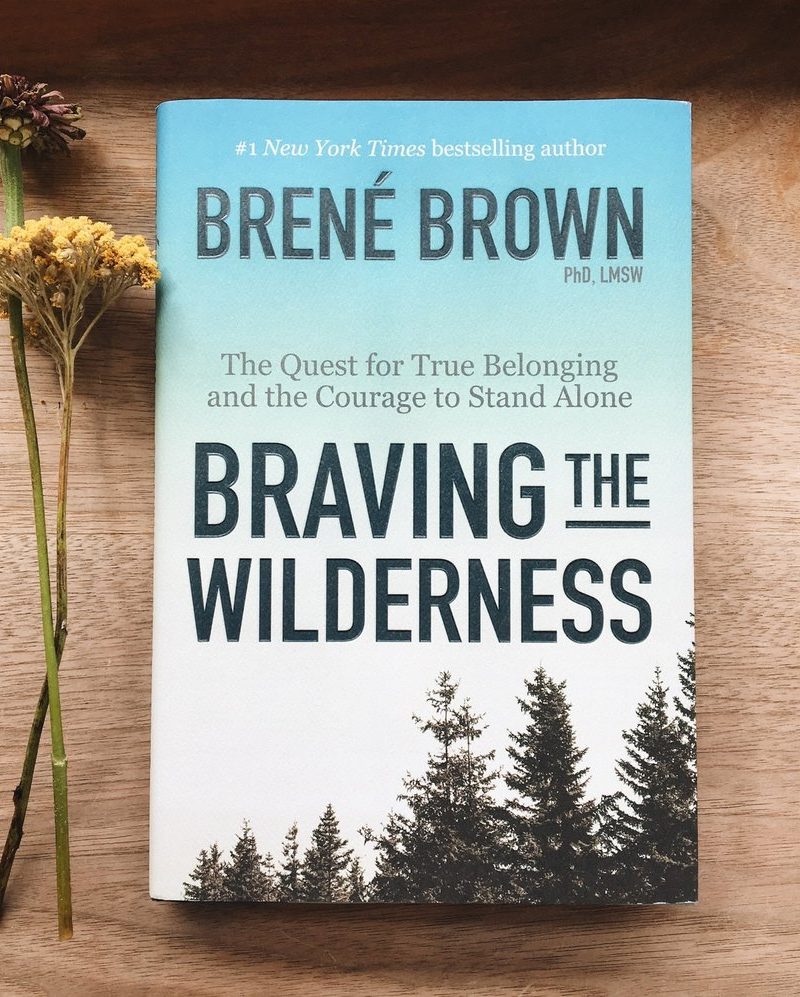 #1 New York Times bestselling author
BRENÉ BROWN
PhD, LMSW
The Quest for True Belonging
and the Courage to Stand Alone
BRAVING THE
WILDERNESS